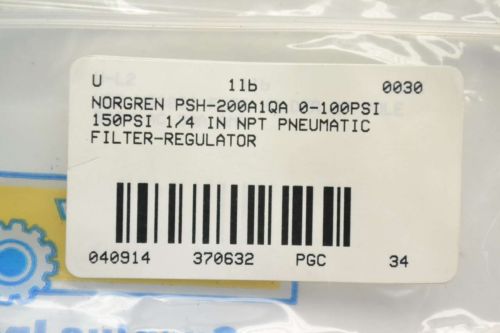 U 1lb 0030
NORGREN PSH-200A1QA 0-100PSI
150PSI 1/4 IN NPT PNEUMATIC
FILTER-REGULATOR
040914 370632 PGC 34